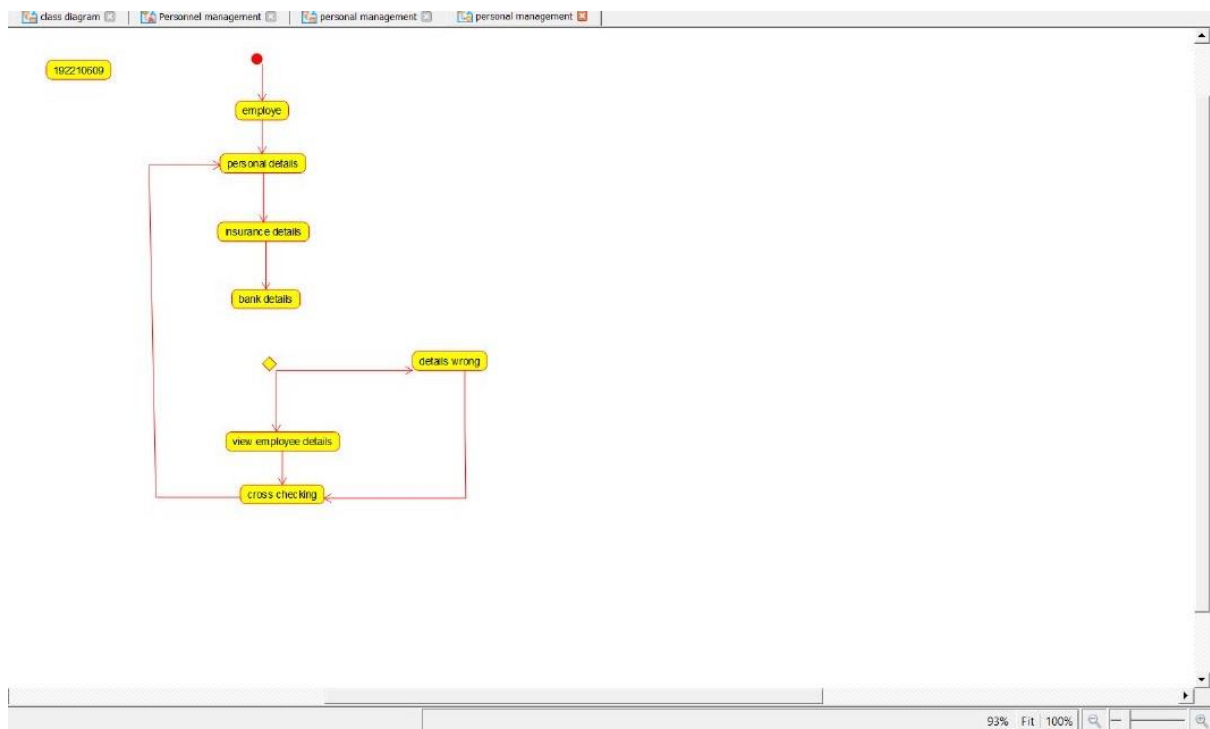 class diagram
Personnel management
personal management
personal management
192210609
employe
personal details
insurance details
bank details
details wrong
view employee details
cross checking
93% Fit 100%